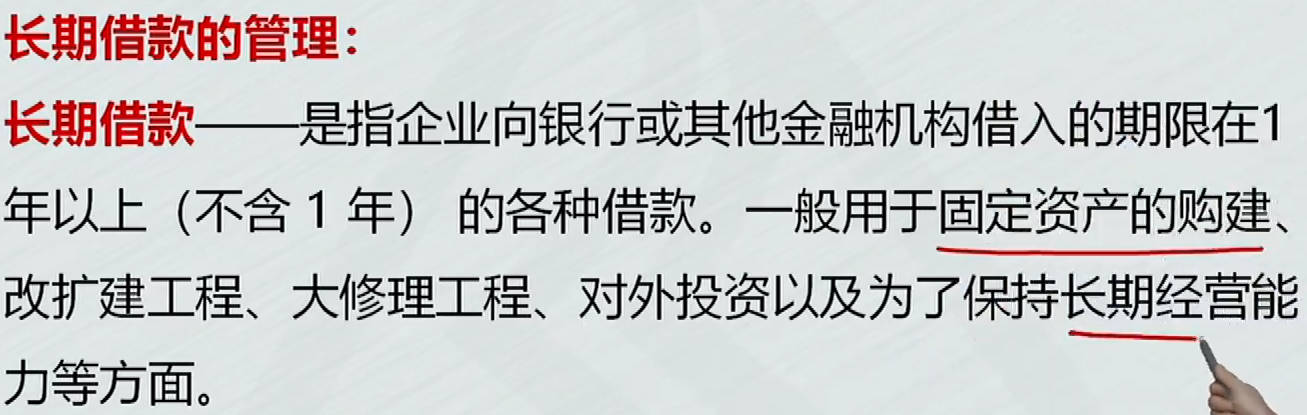 长期借款的管理：
长期借款——是指企业向银行或其他金融机构借入的期限在1
年以上（不含 1 年） 的各种借款。一般用于固定资产的购建、
改扩建工程、大修理工程、对外投资以及为了保持长期经营能
力等方面。